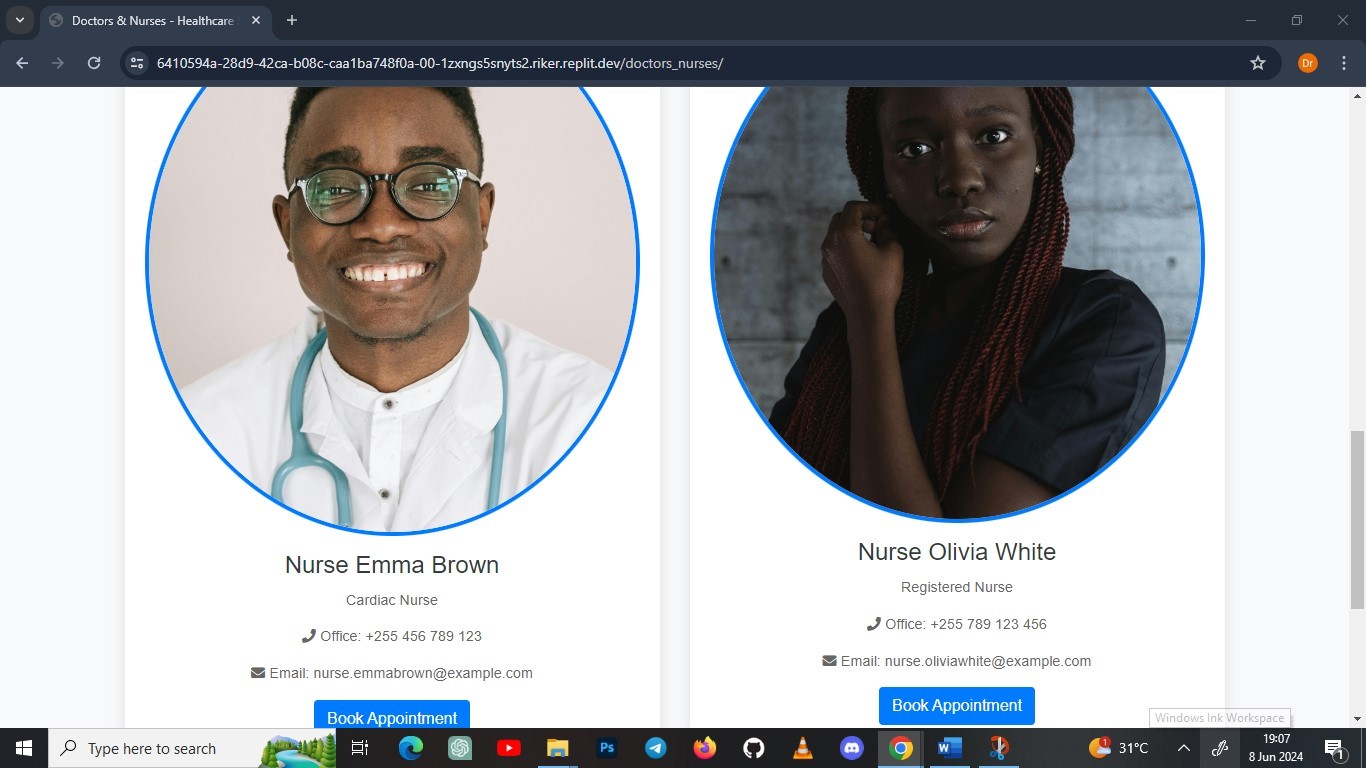 Doctors & Nurses - Healthcare
6410594a-28d9-42ca-b08c-caa1ba748f0a-00-1zxngs5snyts2.riker.replit.dev/doctors_nurses/
Dr
Nurse Emma Brown
Cardiac Nurse
Office: +255 456 789 123
Email: nurse.emmabrown@example.com
Book Appointment
Nurse Olivia White
Registered Nurse
Office: +255 789 123 456
Email: nurse.oliviawhite@example.com
Book Appointment
Windows Ink Workspace
Type here to search
Ps
W
1
31°C
19:07
8 Jun 2024
1